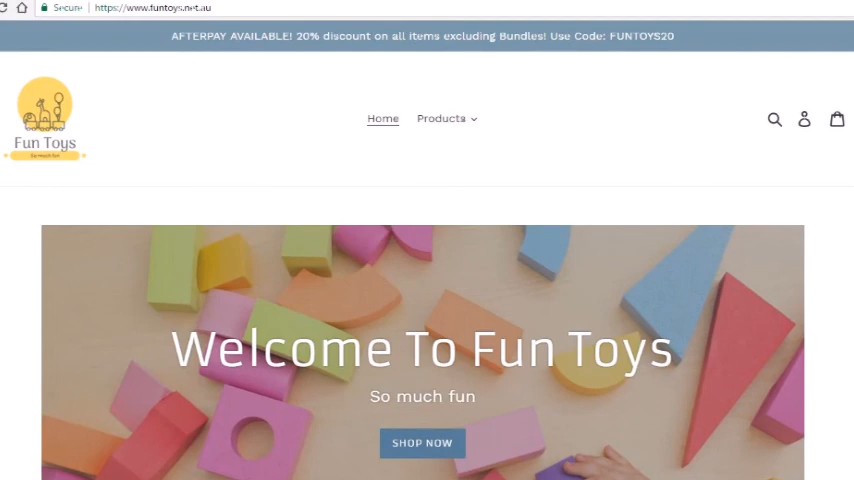 Secure | https://www.funtoys.net.au
AFTERPAY AVAILABLE! 20% discount on all items excluding Bundles! Use Code: FUNTOYS20
Home Products
Fun Toys
So much fun
Welcome To Fun Toys
So much fun
SHOP NOW